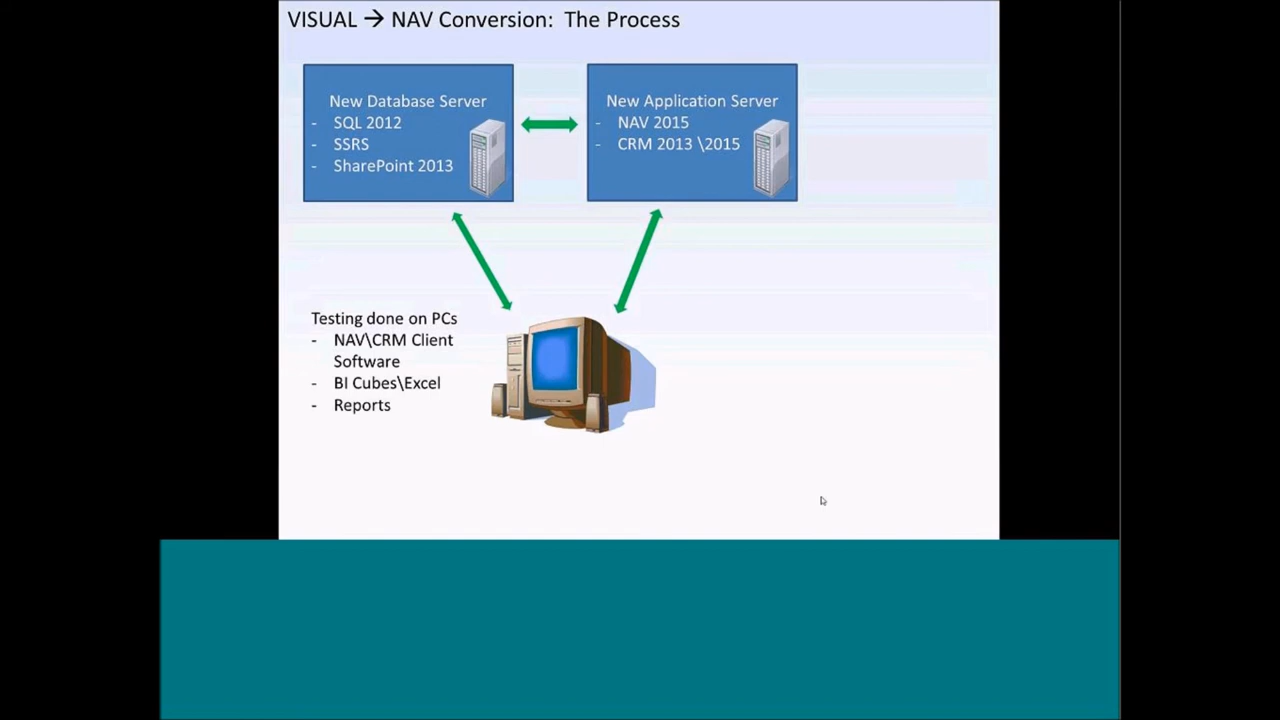 VISUAL → NAV Conversion: The Process
New Database Server
- SQL 2012
- SSRS
- SharePoint 2013
New Application Server
- NAV 2015
- CRM 2013 \2015
Testing done on PCs
- NAV\CRM Client
Software
- BI Cubes\Excel
- Reports